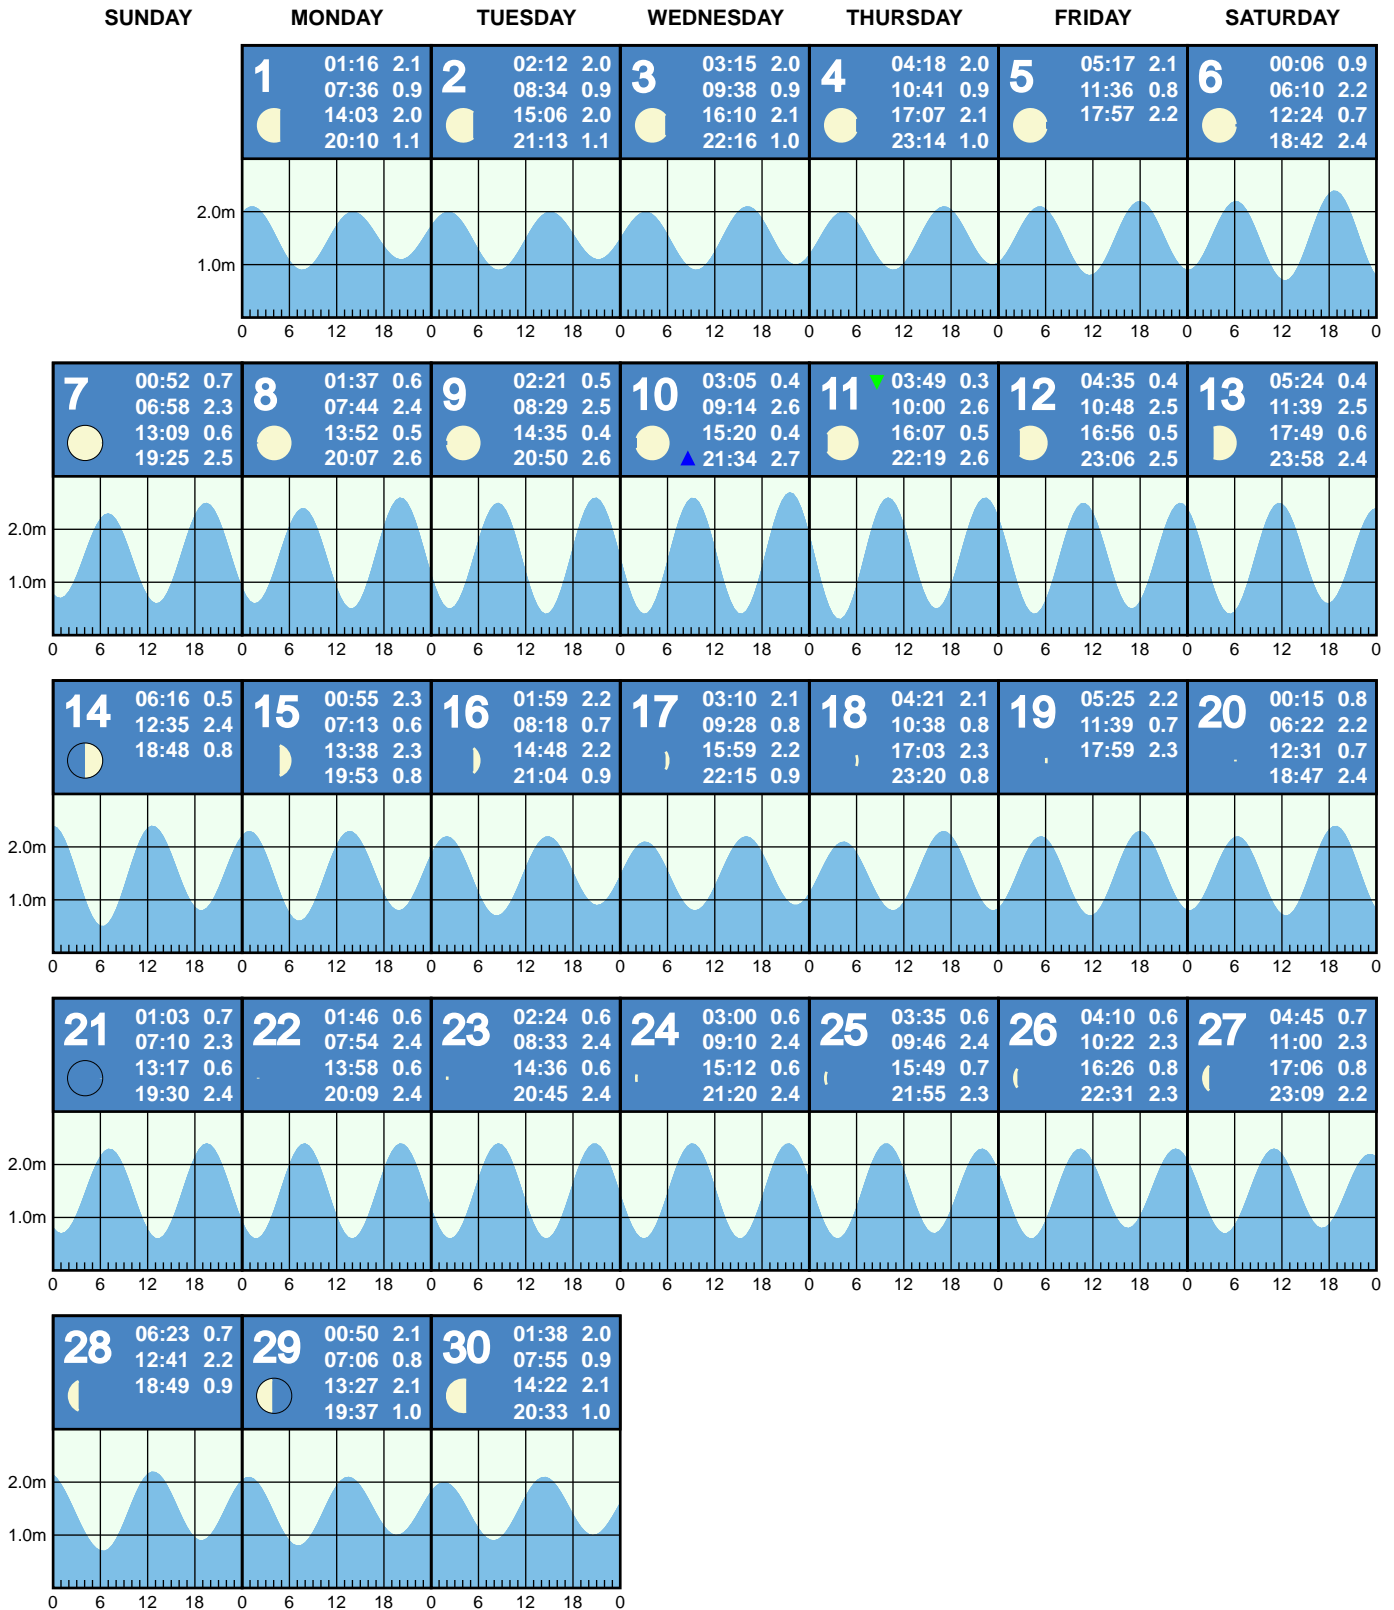 SUNDAY MONDAY TUESDAY WEDNESDAY THURSDAY FRIDAY SATURDAY
1 01:16 2.1
07:36 0.9
14:03 2.0
20:10 1.1
2 02:12 2.0
08:34 0.9
15:06 2.0
21:13 1.1
3 03:15 2.0
09:38 0.9
16:10 2.1
22:16 1.0
4 04:18 2.0
10:41 0.9
17:07 2.1
23:14 1.0
5 05:17 2.1
11:36 0.8
17:57 2.2
6 00:06 0.9
06:10 2.2
12:24 0.7
18:42 2.4
2.0m
1.0m
0 6 12 18 0 6 12 18 0 6 12 18 0 6 12 18 0 6 12 18 0 6 12 18 0
7 00:52 0.7
06:58 2.3
13:09 0.6
19:25 2.5
8 01:37 0.6
07:44 2.4
13:52 0.5
20:07 2.6
9 02:21 0.5
08:29 2.5
14:35 0.4
20:50 2.6
10 03:05 0.4
09:14 2.6
15:20 0.4
21:34 2.7
11 03:49 0.3
10:00 2.6
16:07 0.5
22:19 2.6
12 04:35 0.4
10:48 2.5
16:56 0.5
23:06 2.5
13 05:24 0.4
11:39 2.5
17:49 0.6
23:58 2.4
2.0m
1.0m
0 6 12 18 0 6 12 18 0 6 12 18 0 6 12 18 0 6 12 18 0 6 12 18 0 6 12 18 0
14 06:16 0.5
12:35 2.4
18:48 0.8
15 00:55 2.3
07:13 0.6
13:38 2.3
19:53 0.8
16 01:59 2.2
08:18 0.7
14:48 2.2
21:04 0.9
17 03:10 2.1
09:28 0.8
15:59 2.2
22:15 0.9
18 04:21 2.1
10:38 0.8
17:03 2.3
23:20 0.8
19 05:25 2.2
11:39 0.7
17:59 2.3
20 00:15 0.8
06:22 2.2
12:31 0.7
18:47 2.4
2.0m
1.0m
0 6 12 18 0 6 12 18 0 6 12 18 0 6 12 18 0 6 12 18 0 6 12 18 0 6 12 18 0
21 01:03 0.7
07:10 2.3
13:17 0.6
19:30 2.4
22 01:46 0.6
07:54 2.4
13:58 0.6
20:09 2.4
23 02:24 0.6
08:33 2.4
14:36 0.6
20:45 2.4
24 03:00 0.6
09:10 2.4
15:12 0.6
21:20 2.4
25 03:35 0.6
09:46 2.4
15:49 0.7
21:55 2.3
26 04:10 0.6
10:22 2.3
16:26 0.8
22:31 2.3
27 04:45 0.7
11:00 2.3
17:06 0.8
23:09 2.2
2.0m
1.0m
0 6 12 18 0 6 12 18 0 6 12 18 0 6 12 18 0 6 12 18 0 6 12 18 0 6 12 18 0
28 06:23 0.7
12:41 2.2
18:49 0.9
29 00:50 2.1
07:06 0.8
13:27 2.1
19:37 1.0
30 01:38 2.0
07:55 0.9
14:22 2.1
20:33 1.0
2.0m
1.0m
0 6 12 18 0 6 12 18 0 6 12 18 0